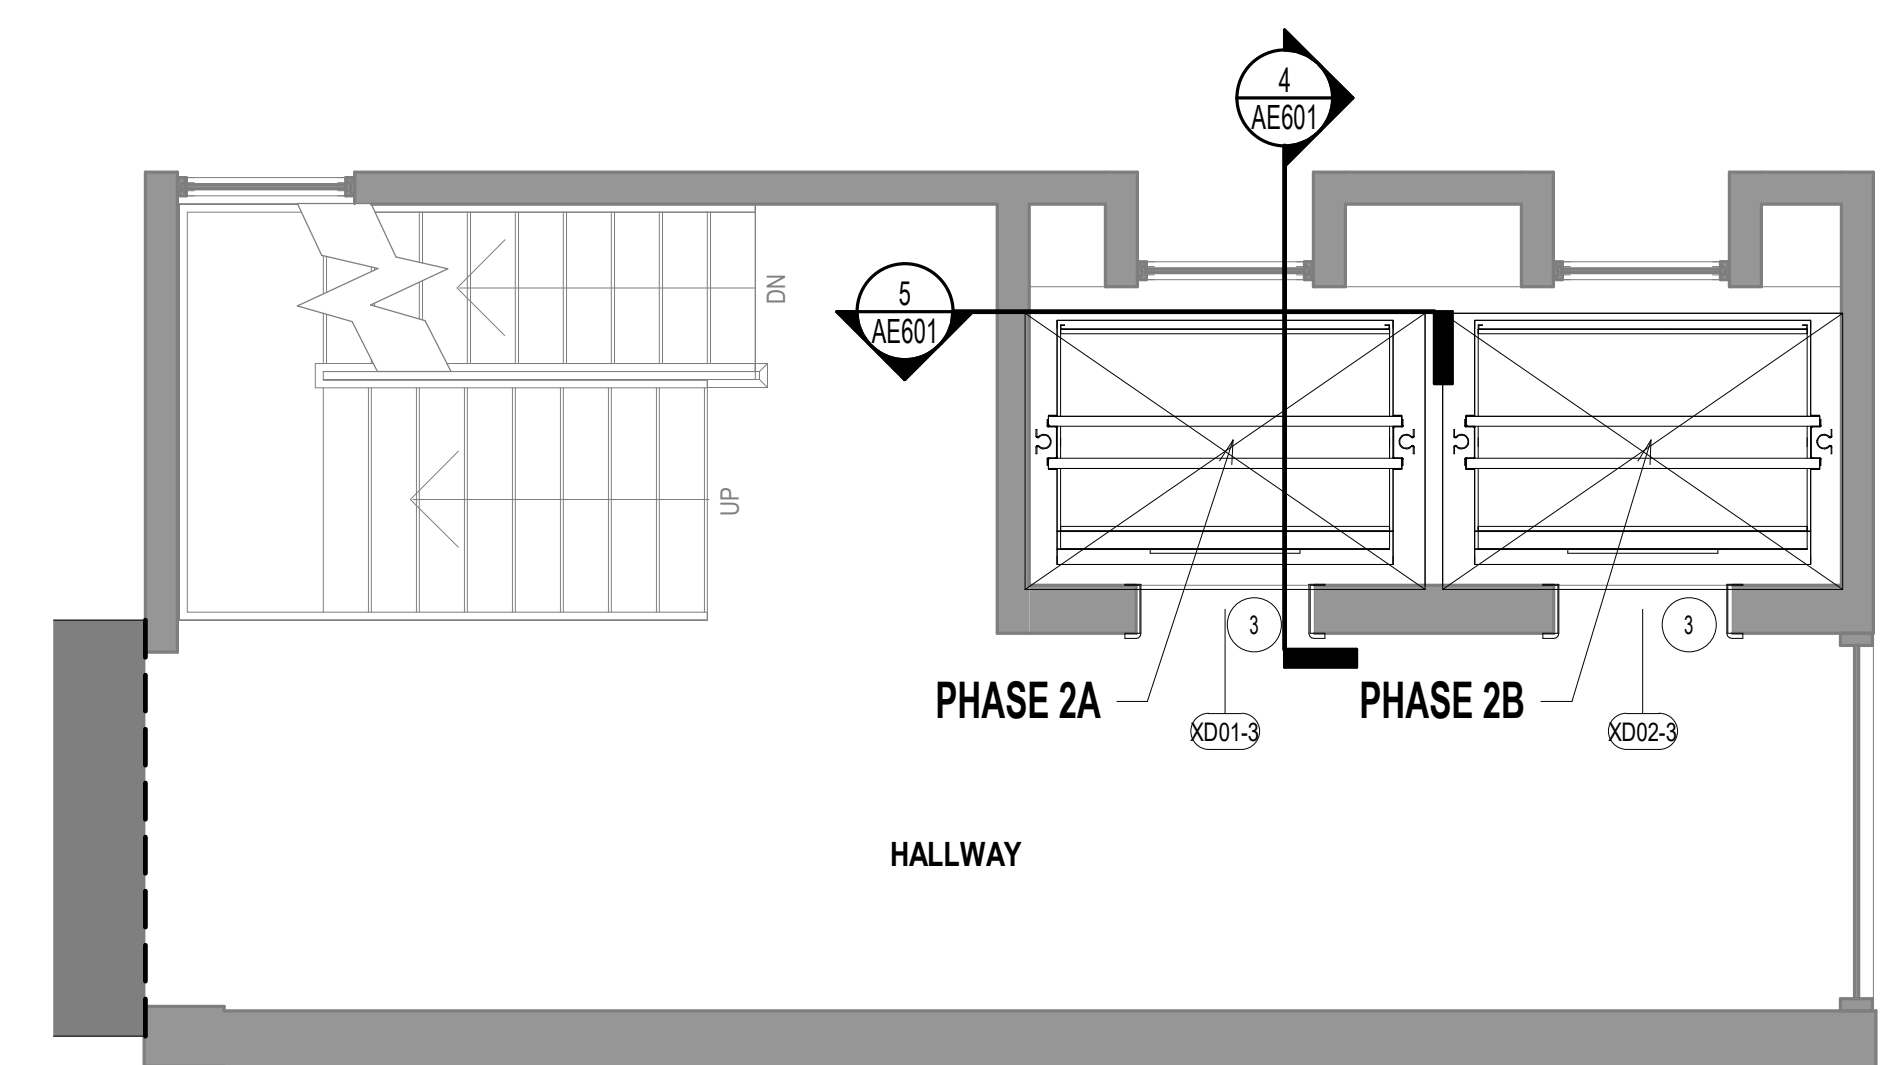 4
AE601
5
AE601
DN
UP
3
3
PHASE 2A
PHASE 2B
XD01-3
XD02-3
HALLWAY